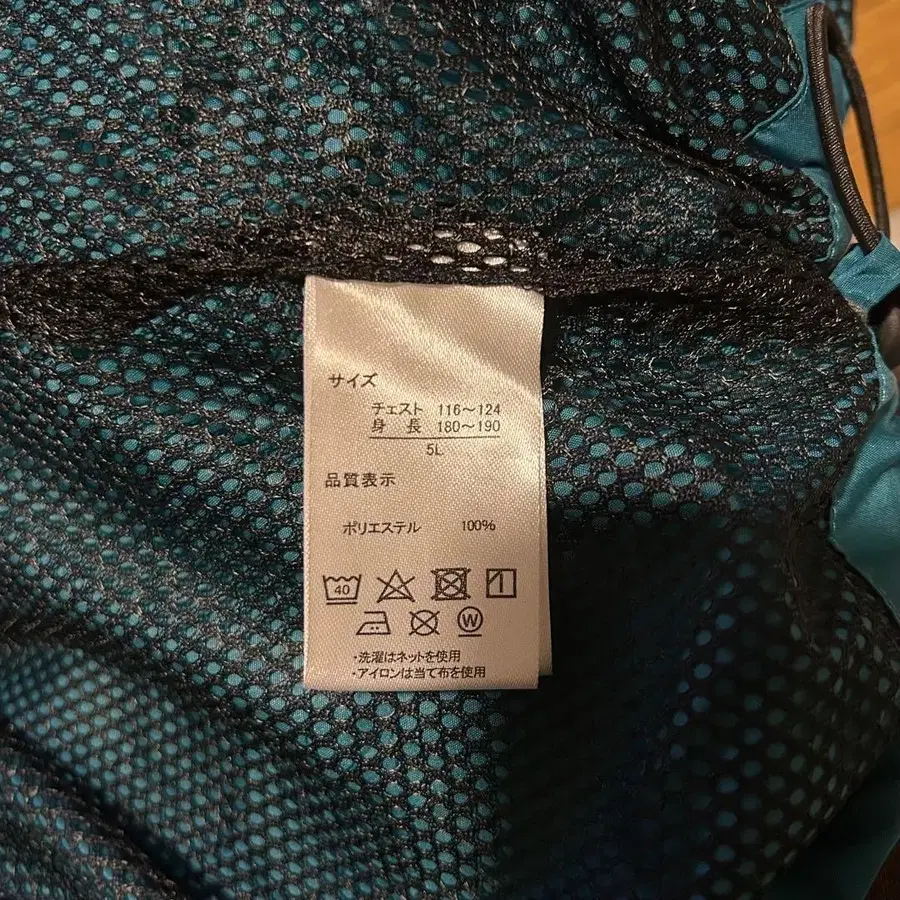 サイズ
チェスト 116～124
身 長 180～190
5L
品質表示
ポリエステル 100%
40
W
・洗濯はネットを使用
・アイロンは当て布を使用